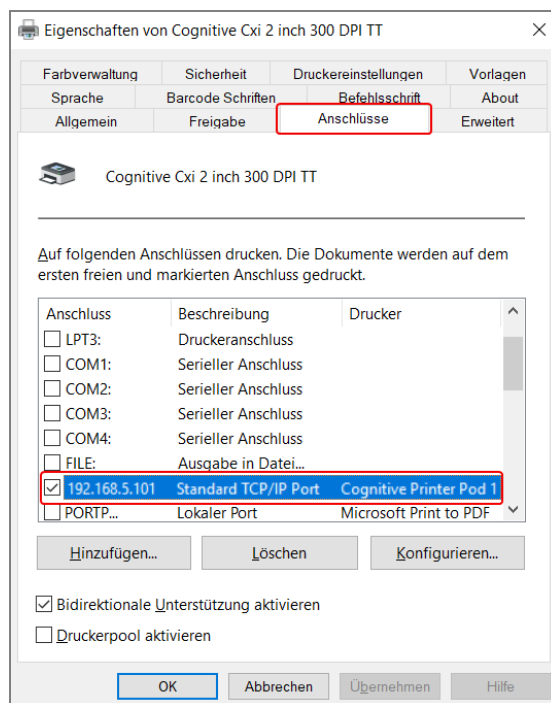 Eigenschaften von Cognitive Cxi 2 inch 300 DPI TT
Farbverwaltung Sicherheit Druckereinstellungen Vorlagen
Sprache Barcode Schriften Befehlsschrift About
Allgemein Freigabe Anschlüsse Erweitert
Cognitive Cxi 2 inch 300 DPI TT
Auf folgenden Anschlüssen drucken. Die Dokumente werden auf dem
ersten freien und markierten Anschluss gedruckt.
Anschluss Beschreibung Drucker
LPT3: Druckeranschluss
COM1: Serieller Anschluss
COM2: Serieller Anschluss
COM3: Serieller Anschluss
COM4: Serieller Anschluss
FILE: Ausgabe in Datei...
192.168.5.101 Standard TCP/IP Port Cognitive Printer Pod 1
PORTP... Lokaler Port Microsoft Print to PDF
Hinzufügen... Löschen Konfigurieren...
Bidirektionale Unterstützung aktivieren
Druckerpool aktivieren
OK Abbrechen Übernehmen Hilfe